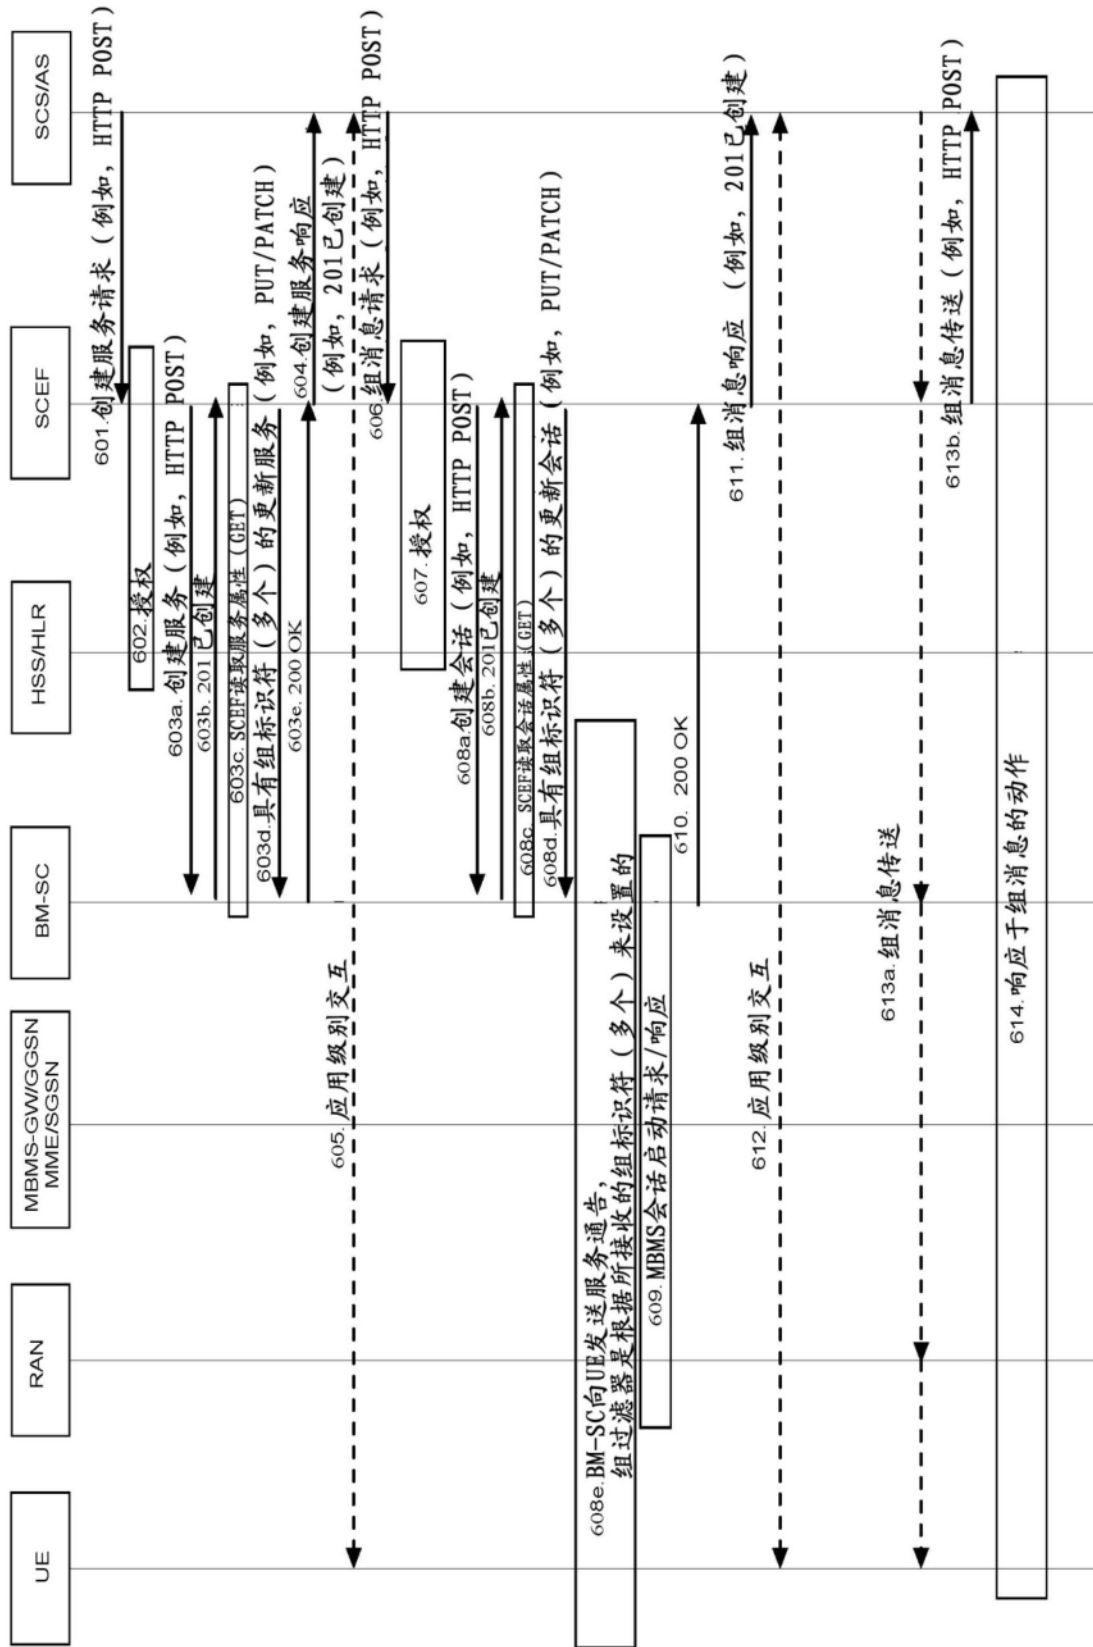 UE
RAN
MBMS-GW/GGSN
MME/SGSN
BM-SC
HSS/HLR
SCEF
SCS/AS
601.创建服务请求（例如, HTTP POST）
602.授权
603a.创建服务（例如, HTTP POST）
603b. 201 已创建
603c. SCEF读取服务属性（GET）
603d.具有组标识符（多个）的更新服务（例如, PUT/PATCH）
603e. 200 OK
604.创建服务响应
（例如, 201已创建）
605.应用级别交互
606.组消息请求（例如, HTTP POST）
607.授权
608a.创建会话（例如, HTTP POST）
608b. 201已创建
608c. SCEF读取会话属性（GET）
608d.具有组标识符（多个）的更新会话（例如, PUT/PATCH）
608e.BM-SC向UE发送服务通告,
组过滤器是根据所接收的组标识符（多个）来设置的
609.MBMS会话启动请求/响应
610. 200 OK
611.组消息响应 （例如, 201已创建）
612.应用级别交互
613a.组消息传送
613b.组消息传送（例如, HTTP POST）
614.响应于组消息的动作